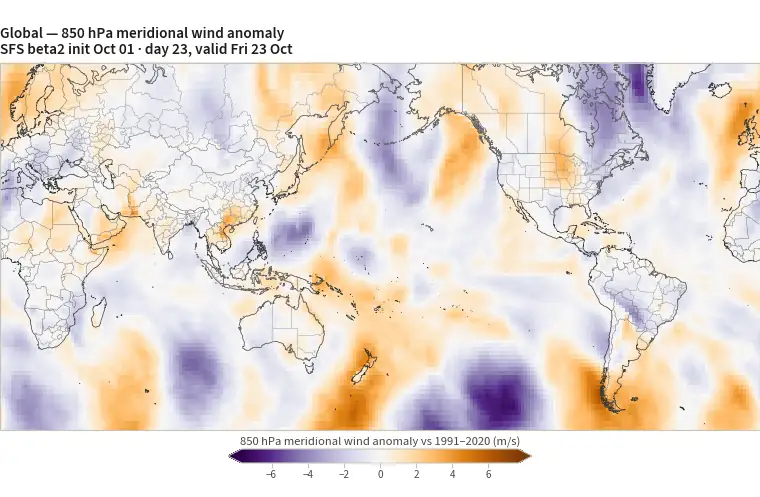 Global — 850 hPa meridional wind anomaly
SFS beta2 init Oct 01 · day 23, valid Fri 23 Oct
850 hPa meridional wind anomaly vs 1991–2020 (m/s)
−6 −4 −2 0 2 4 6